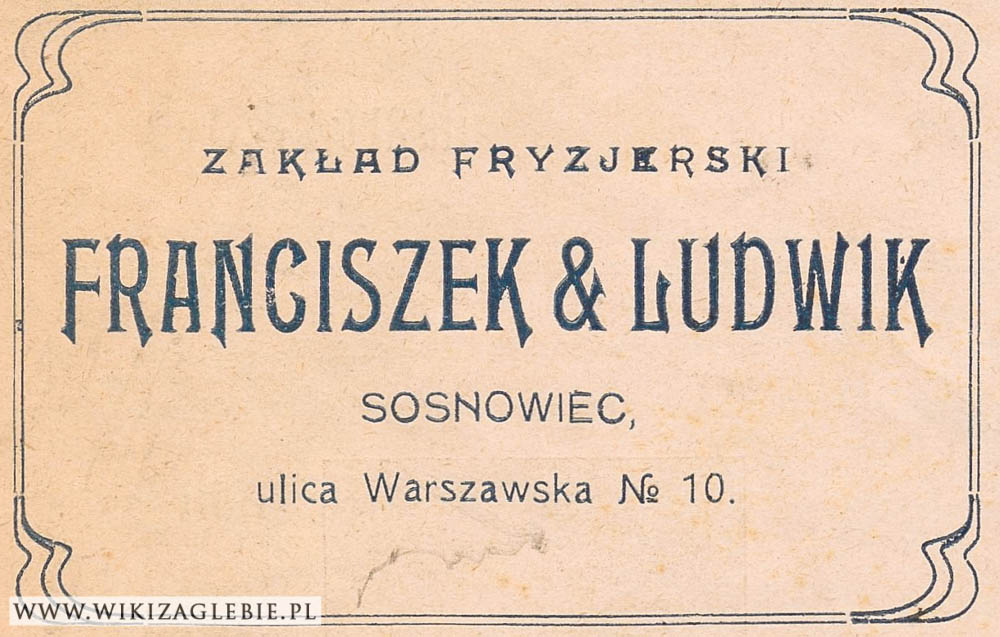 ZAKŁAD FRYZJERSKI
FRANCISZEK & LUDWIK
SOSNOWIEC,
ulica Warszawska № 10.
WWW.WIKIZAGLEBIE.PL